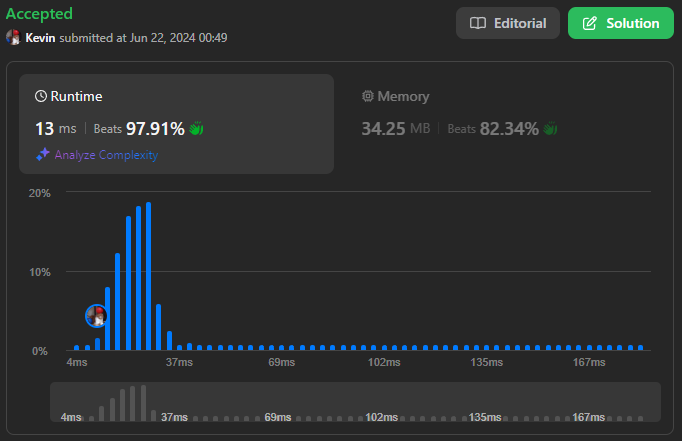 Accepted
Editorial
Solution
Kevin submitted at Jun 22, 2024 00:49
Runtime
Memory
13 ms | Beats 97.91%
34.25 MB | Beats 82.34%
Analyze Complexity
20%
10%
0%
4ms 37ms 69ms 102ms 135ms 167ms
4ms 37ms 69ms 102ms 135ms 167ms